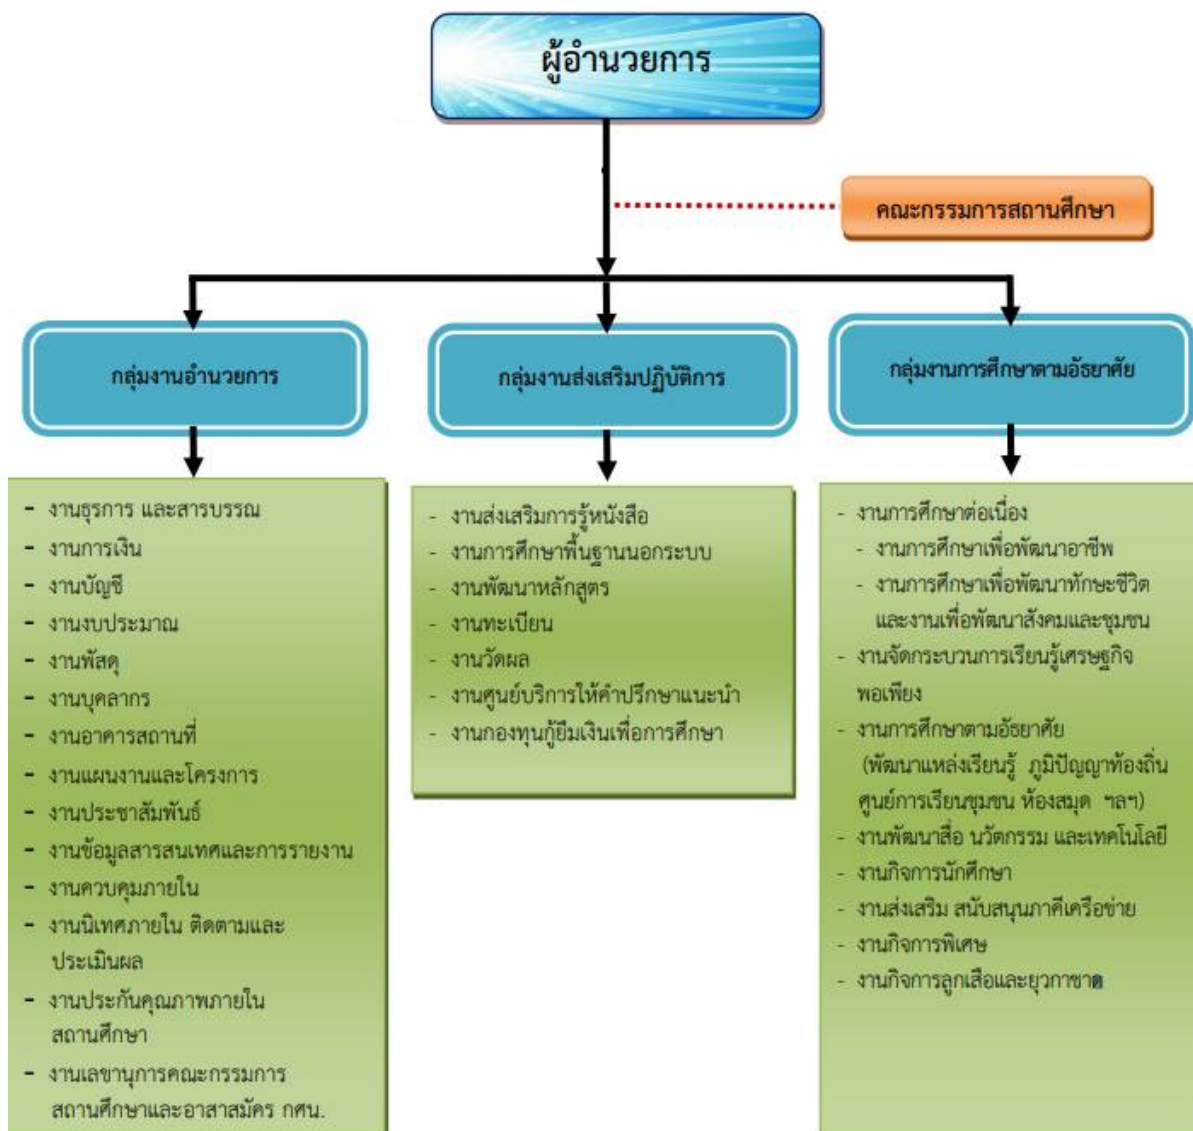 ผู้อำนวยการ
คณะกรรมการสถานศึกษา
กลุ่มงานอำนวยการ
กลุ่มงานส่งเสริมปฏิบัติการ
กลุ่มงานการศึกษาตามอัธยาศัย
- งานธุรการ และสารบรรณ
- งานการเงิน
- งานบัญชี
- งานงบประมาณ
- งานพัสดุ
- งานบุคลากร
- งานอาคารสถานที่
- งานแผนงานและโครงการ
- งานประชาสัมพันธ์
- งานข้อมูลสารสนเทศและการรายงาน
- งานควบคุมภายใน
- งานนิเทศภายใน ติดตามและ
ประเมินผล
- งานประกันคุณภาพภายใน
สถานศึกษา
- งานเลขานุการคณะกรรมการ
สถานศึกษาและอาสาสมัคร กศน.
- งานส่งเสริมการรู้หนังสือ
- งานการศึกษาพื้นฐานนอกระบบ
- งานพัฒนาหลักสูตร
- งานทะเบียน
- งานวัดผล
- งานศูนย์บริการให้คำปรึกษาแนะนำ
- งานกองทุนกู้ยืมเงินเพื่อการศึกษา
- งานการศึกษาต่อเนื่อง
- งานการศึกษาเพื่อพัฒนาอาชีพ
- งานการศึกษาเพื่อพัฒนาทักษะชีวิต
และงานเพื่อพัฒนาสังคมและชุมชน
- งานจัดกระบวนการเรียนรู้เศรษฐกิจ
พอเพียง
- งานการศึกษาตามอัธยาศัย
(พัฒนาแหล่งเรียนรู้ ภูมิปัญญาท้องถิ่น
ศูนย์การเรียนชุมชน ห้องสมุด ฯลฯ)
- งานพัฒนาสื่อ นวัตกรรม และเทคโนโลยี
- งานกิจการนักศึกษา
- งานส่งเสริม สนับสนุนภาคีเครือข่าย
- งานกิจการพิเศษ
- งานกิจการลูกเสือและยุวกาชาด